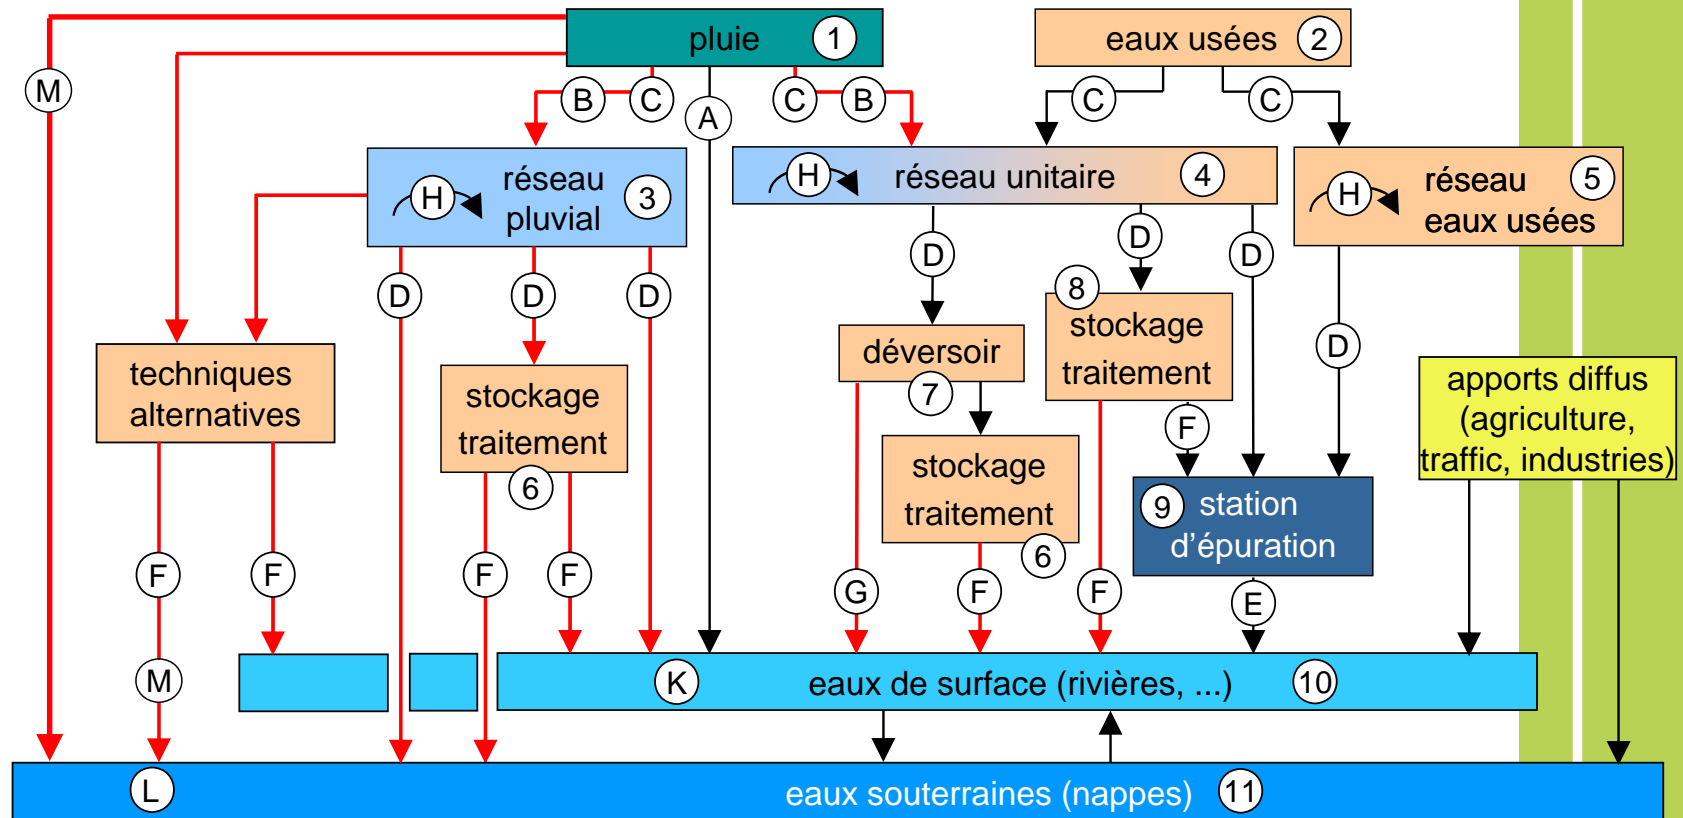 pluie 1
eaux usées 2
M
B C A C B C C
H réseau
pluvial 3
H réseau unitaire 4
H réseau
eaux usées 5
D D D D D D D
techniques
alternatives
stockage
traitement
6
déversoir
7
8
stockage
traitement
F
stockage
traitement
6
9 station
d'épuration
apports diffus
(agriculture,
traffic, industries)
F F F F G F F E
M
K eaux de surface (rivières, ...) 10
L eaux souterraines (nappes) 11